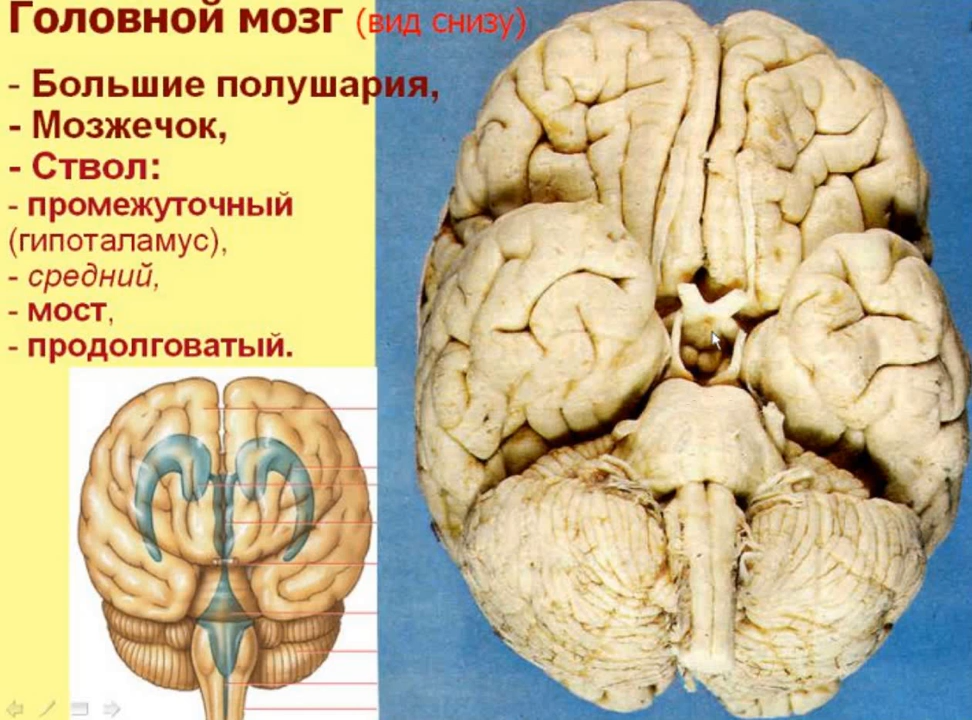 Головной мозг (вид снизу)
- Большие полушария,
- Мозжечок,
- Ствол:
- промежуточный
(гипоталамус),
- средний,
- мост,
- продолговатый.